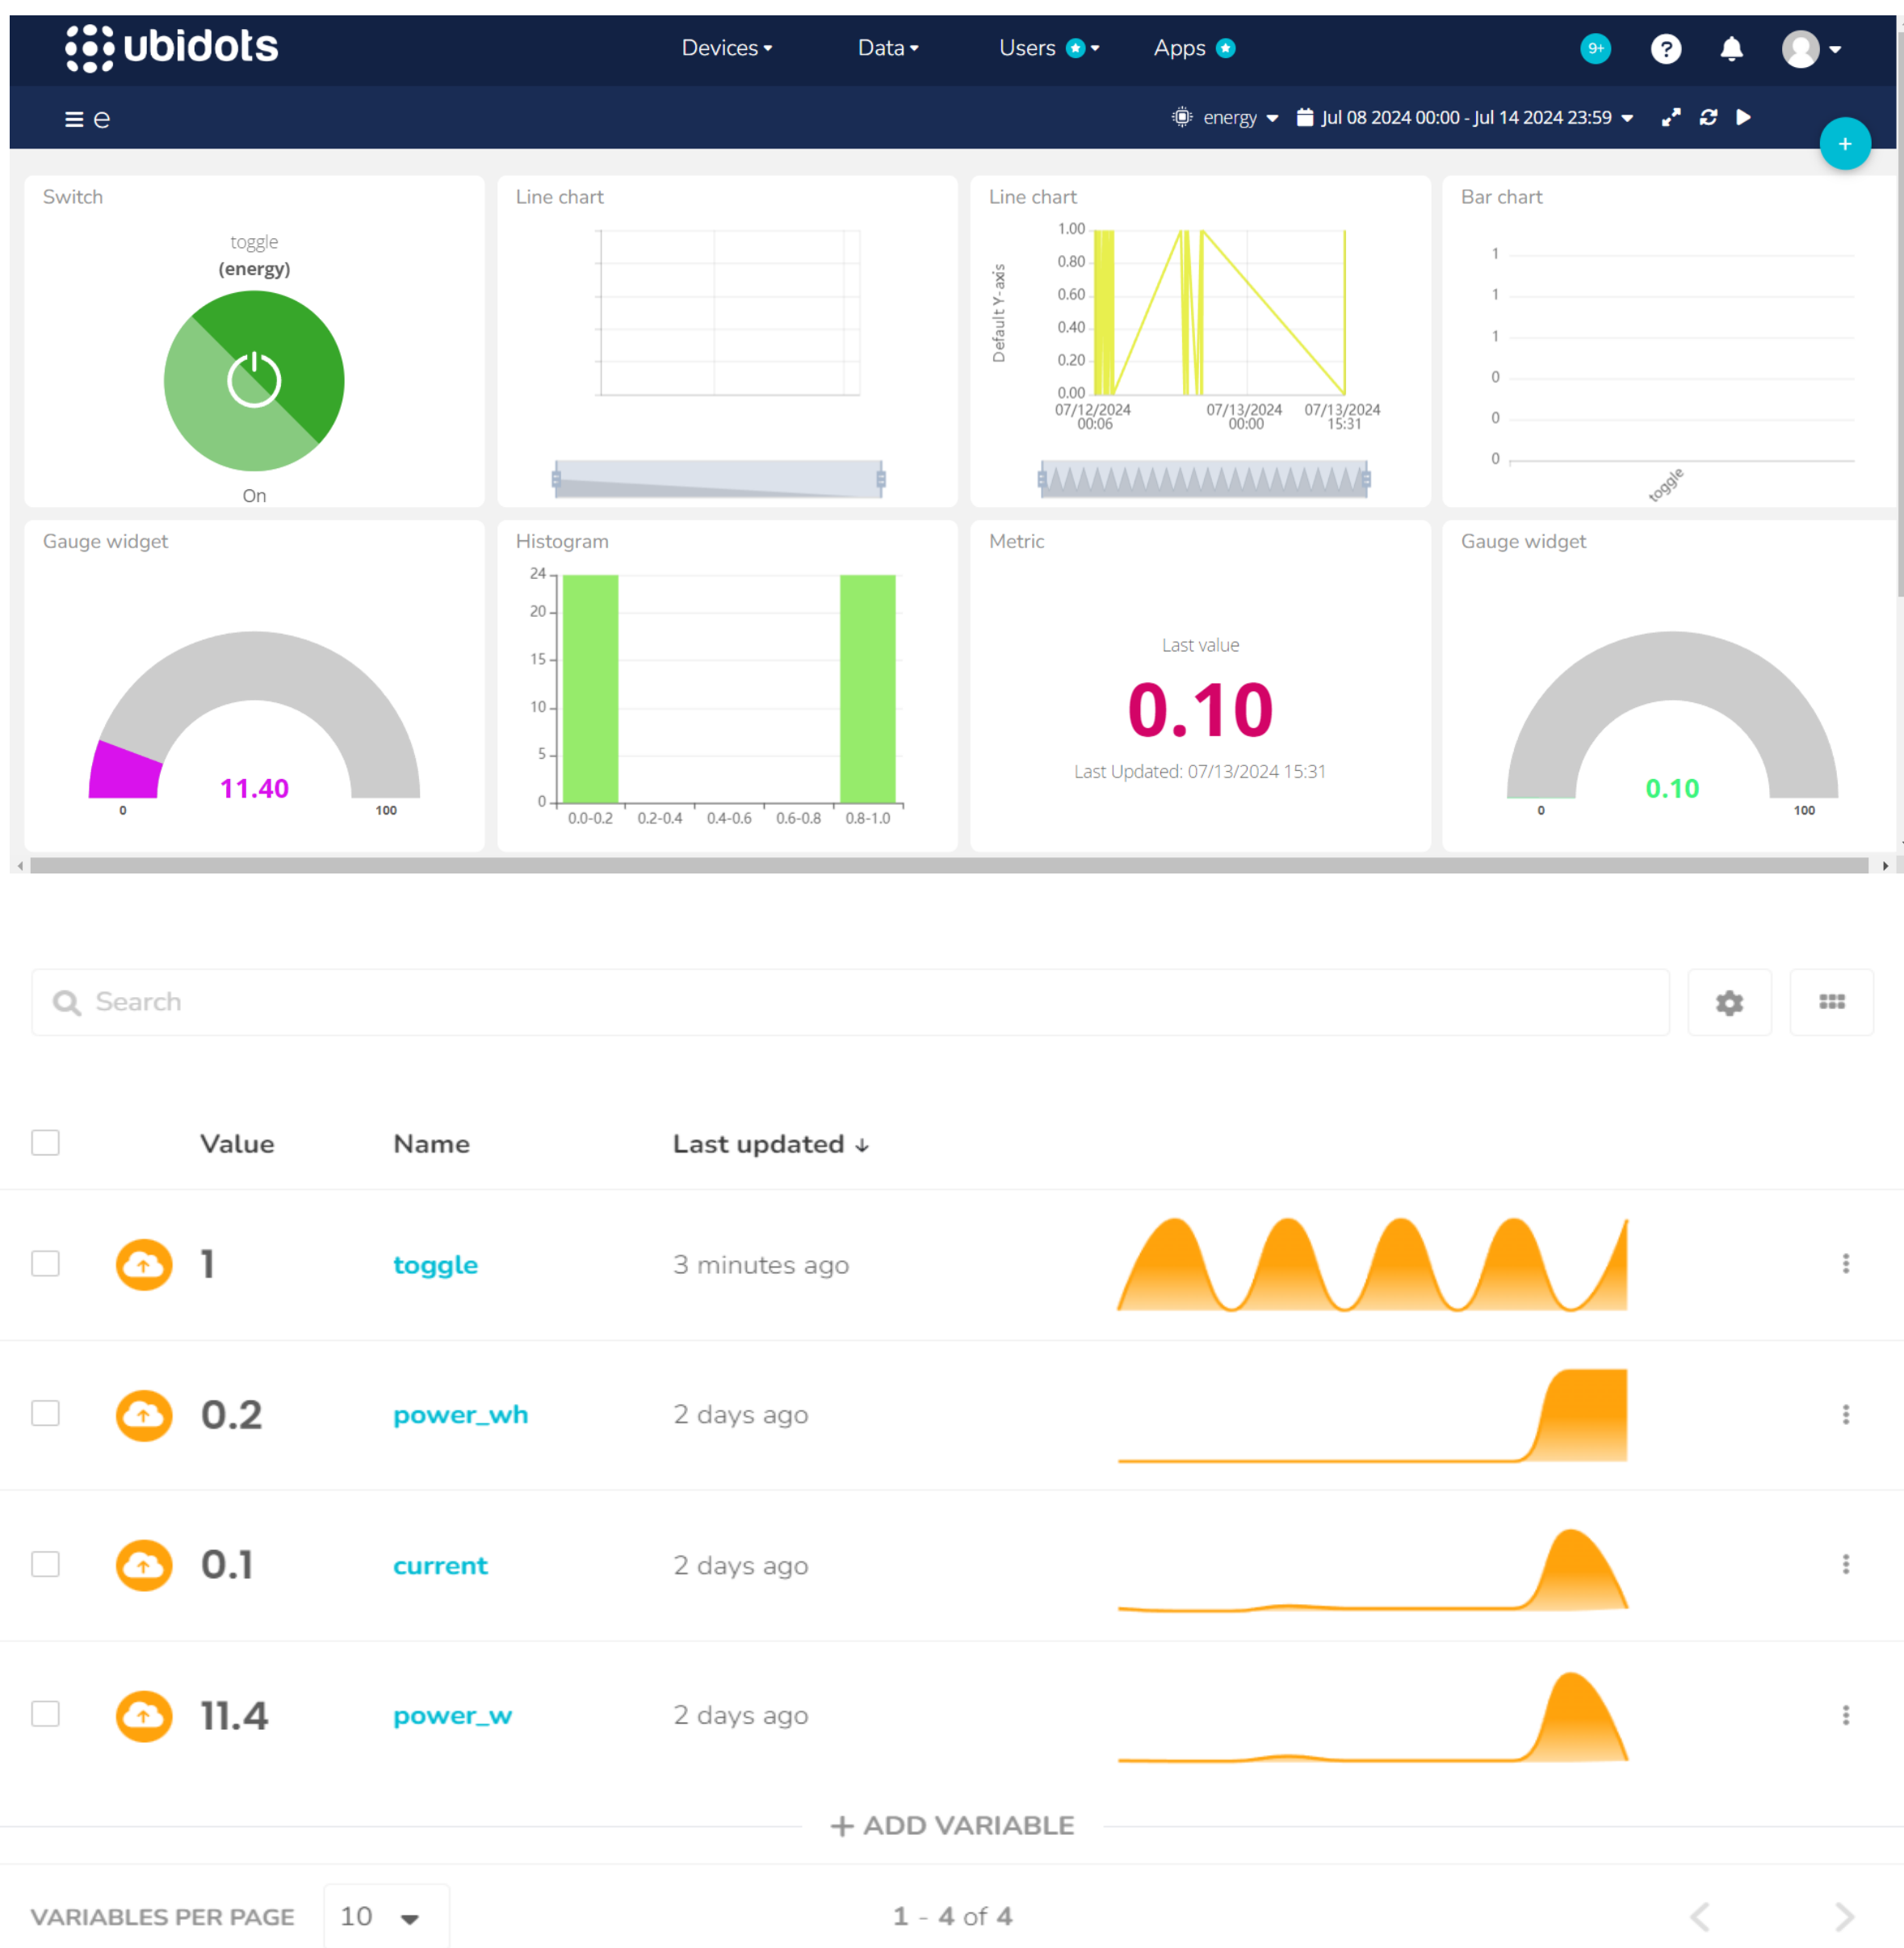 ubidots
Devices
Data
Users
Apps
9+
?
e
energy
Jul 08 2024 00:00 - Jul 14 2024 23:59
+
Switch
toggle
(energy)
On
Line chart
Line chart
Default Y-axis
1.00
0.80
0.60
0.40
0.20
0.00
07/12/2024 07/13/2024 07/13/2024
00:06 00:00 15:31
Bar chart
1
1
1
0
0
0
toggle
Gauge widget
11.40
0 100
Histogram
24
20
15
10
5
0
0.0-0.2 0.2-0.4 0.4-0.6 0.6-0.8 0.8-1.0
Metric
Last value
0.10
Last Updated: 07/13/2024 15:31
Gauge widget
0.10
0 100
Search
Value Name Last updated ↓
1 toggle 3 minutes ago
0.2 power_wh 2 days ago
0.1 current 2 days ago
11.4 power_w 2 days ago
+ ADD VARIABLE
VARIABLES PER PAGE 10 1 - 4 of 4